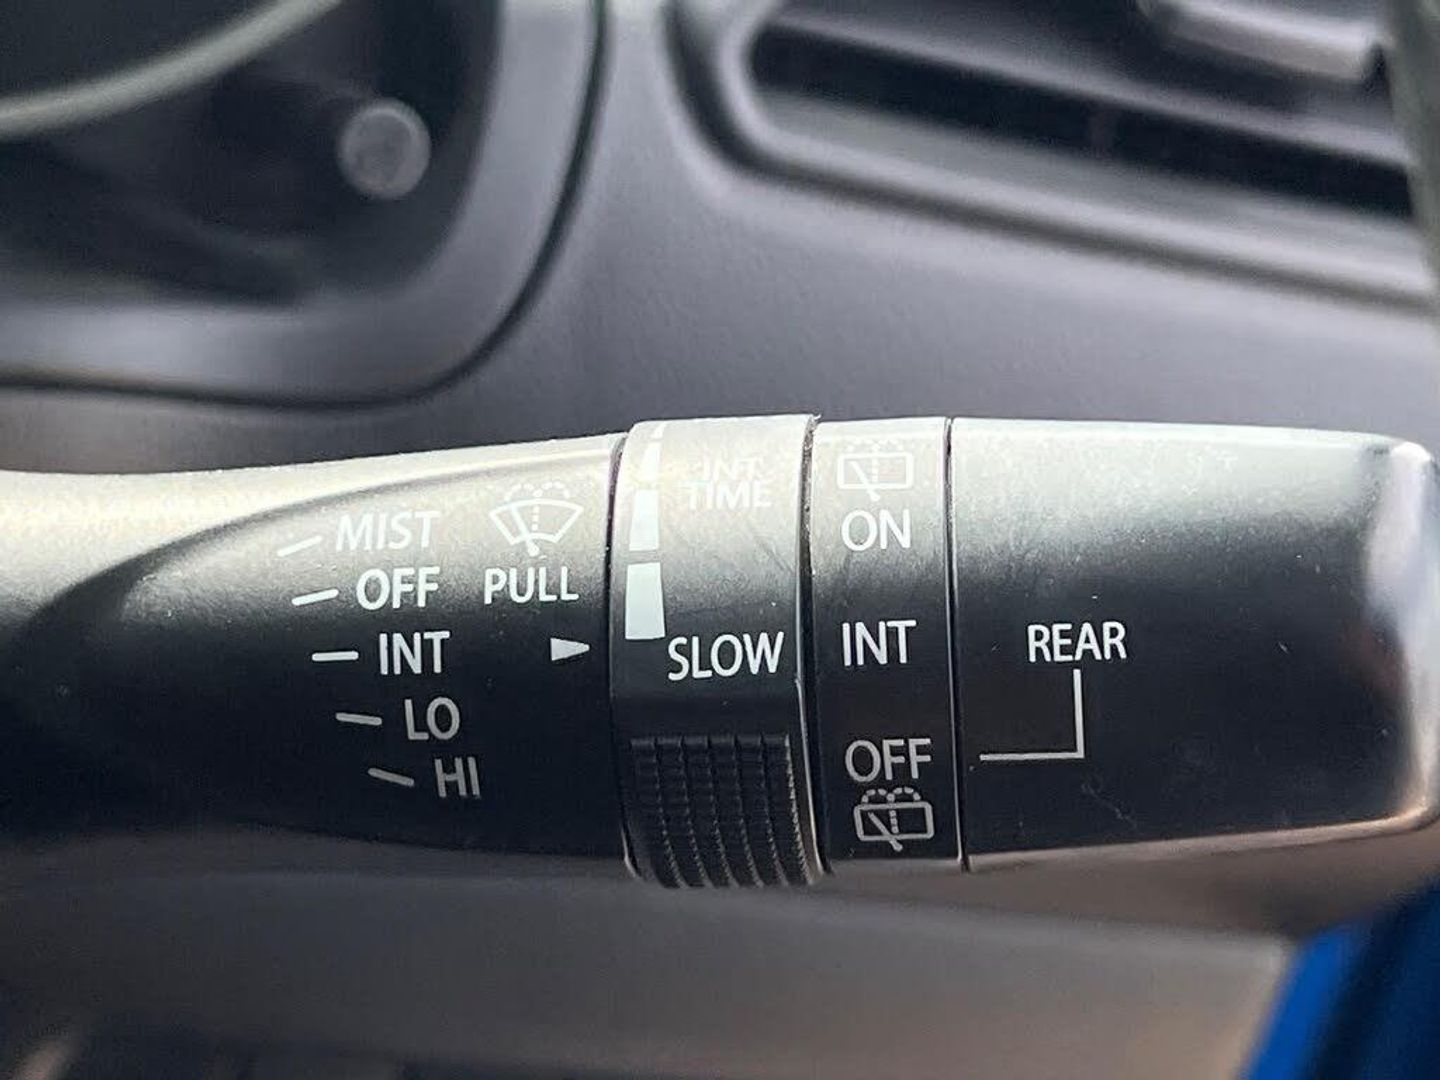 MIST
OFF
INT
LO
HI
PULL
INT
TIME
SLOW
ON
INT
OFF
REAR